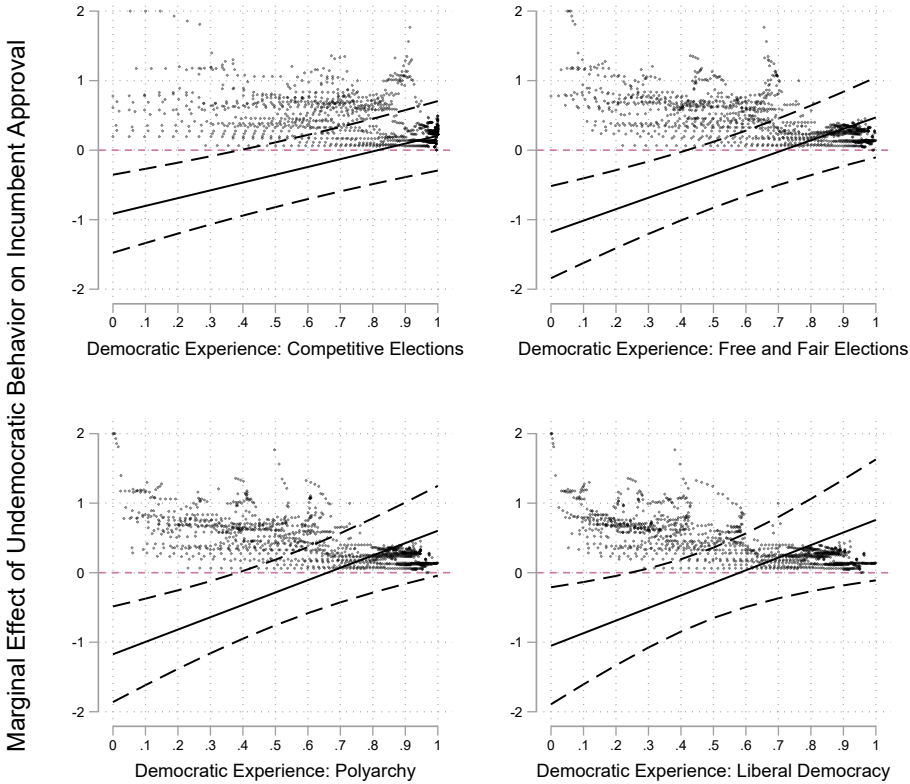 Marginal Effect of Undemocratic Behavior on Incumbent Approval
2
1
0
-1
-2
0 .1 .2 .3 .4 .5 .6 .7 .8 .9 1
Democratic Experience: Competitive Elections
2
1
0
-1
-2
0 .1 .2 .3 .4 .5 .6 .7 .8 .9 1
Democratic Experience: Free and Fair Elections
2
1
0
-1
-2
0 .1 .2 .3 .4 .5 .6 .7 .8 .9 1
Democratic Experience: Polyarchy
2
1
0
-1
-2
0 .1 .2 .3 .4 .5 .6 .7 .8 .9 1
Democratic Experience: Liberal Democracy